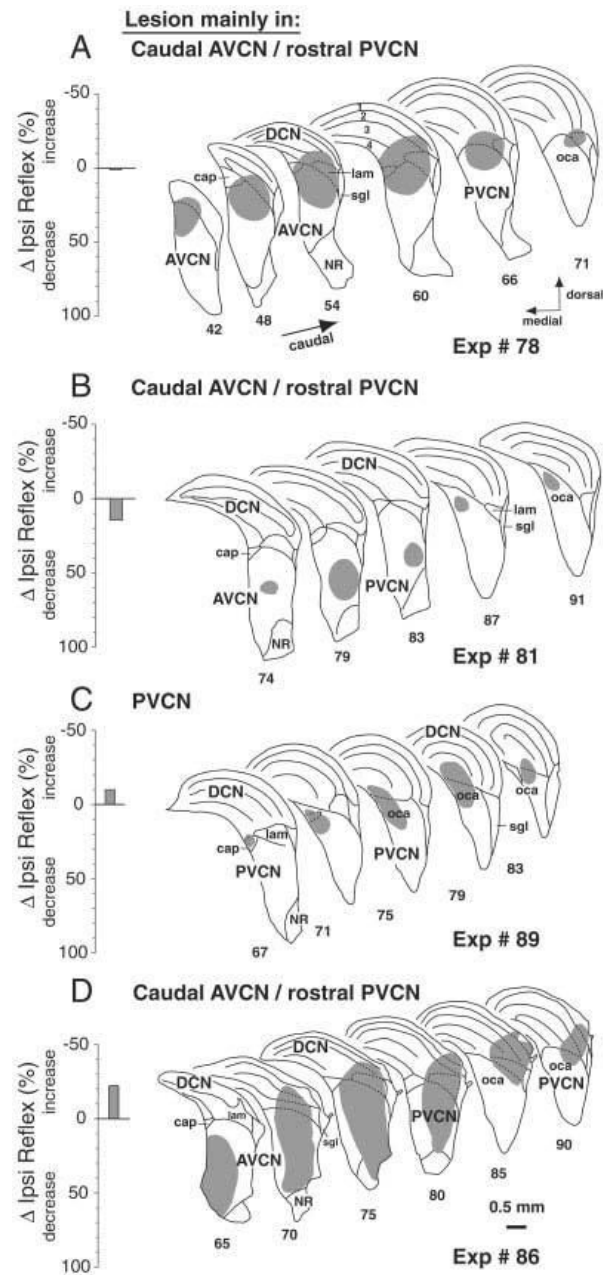 Lesion mainly in:
A Caudal AVCN / rostral PVCN
Δ Ipsi Reflex (%)
decrease increase
-50
0
50
100
DCN
1
2
3
4
cap
lam
sgl
AVCN
AVCN
NR
PVCN
oca
42
48
54
60
66
71
caudal
dorsal
medial
Exp # 78
B Caudal AVCN / rostral PVCN
Δ Ipsi Reflex (%)
decrease increase
-50
0
50
100
DCN
DCN
cap
lam
sgl
oca
AVCN
PVCN
NR
74
79
83
87
91
Exp # 81
C PVCN
Δ Ipsi Reflex (%)
decrease increase
-50
0
50
100
DCN
DCN
cap
lam
oca
oca
oca
sgl
PVCN
PVCN
NR
67
71
75
79
83
Exp # 89
D Caudal AVCN / rostral PVCN
Δ Ipsi Reflex (%)
decrease increase
-50
0
50
100
DCN
DCN
cap
lam
sgl
AVCN
NR
PVCN
oca
oca
PVCN
65
70
75
80
85
90
0.5 mm
Exp # 86